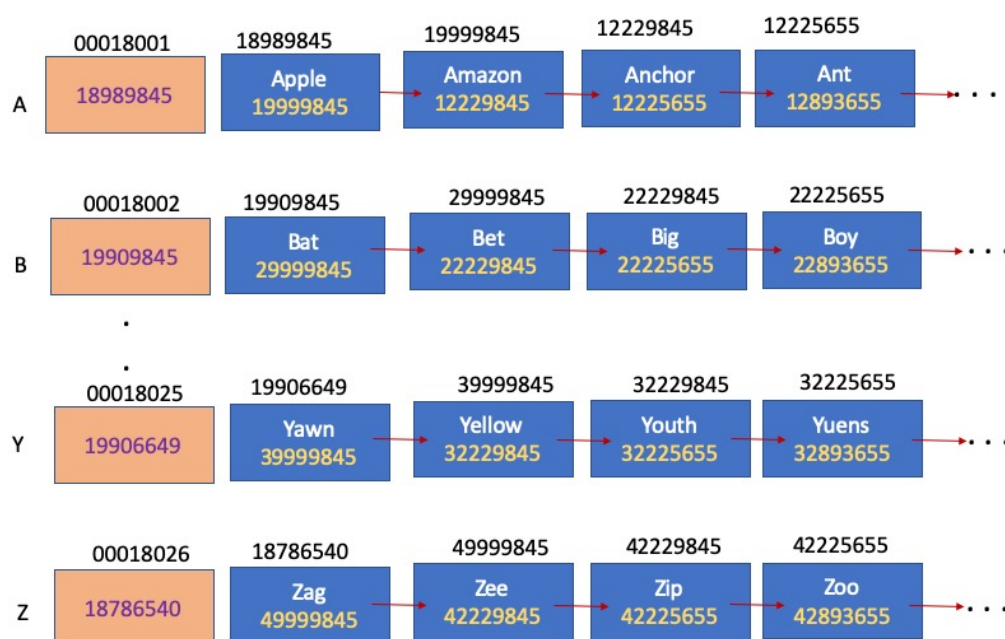 00018001 18989845 19999845 12229845 12225655
A 18989845 Apple 19999845 Amazon 12229845 Anchor 12225655 Ant 12893655 . . .
00018002 19909845 29999845 22229845 22225655
B 19909845 Bat 29999845 Bet 22229845 Big 22225655 Boy 22893655 . . .
.
.
00018025 19906649 39999845 32229845 32225655
Y 19906649 Yawn 39999845 Yellow 32229845 Youth 32225655 Yuens 32893655 . . .
00018026 18786540 49999845 42229845 42225655
Z 18786540 Zag 49999845 Zee 42229845 Zip 42225655 Zoo 42893655 . . .